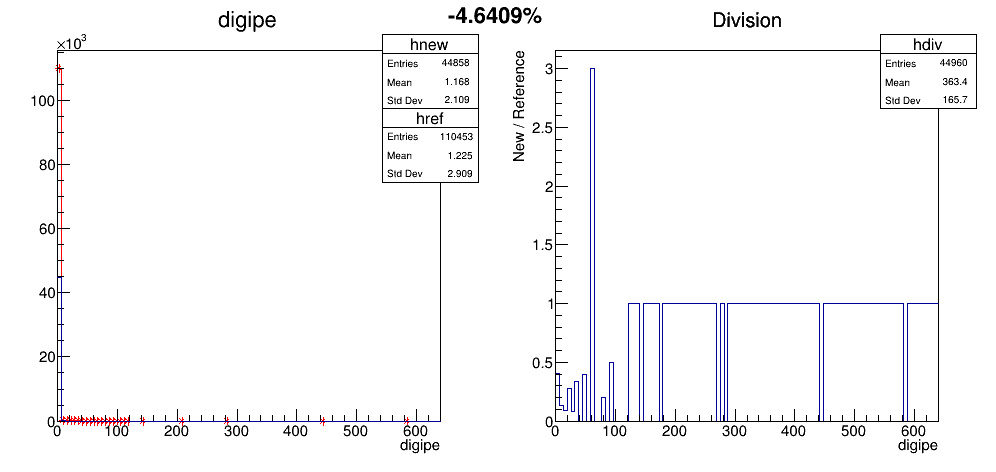 -4.6409%
digipe
×10³
hnew
Entries 44858
Mean 1.168
Std Dev 2.109
href
Entries 110453
Mean 1.225
Std Dev 2.909
100
80
60
40
20
0
0 100 200 300 400 500 600
digipe
Division
hdiv
Entries 44960
Mean 363.4
Std Dev 165.7
New / Reference
3
2.5
2
1.5
1
0.5
0
0 100 200 300 400 500 600
digipe